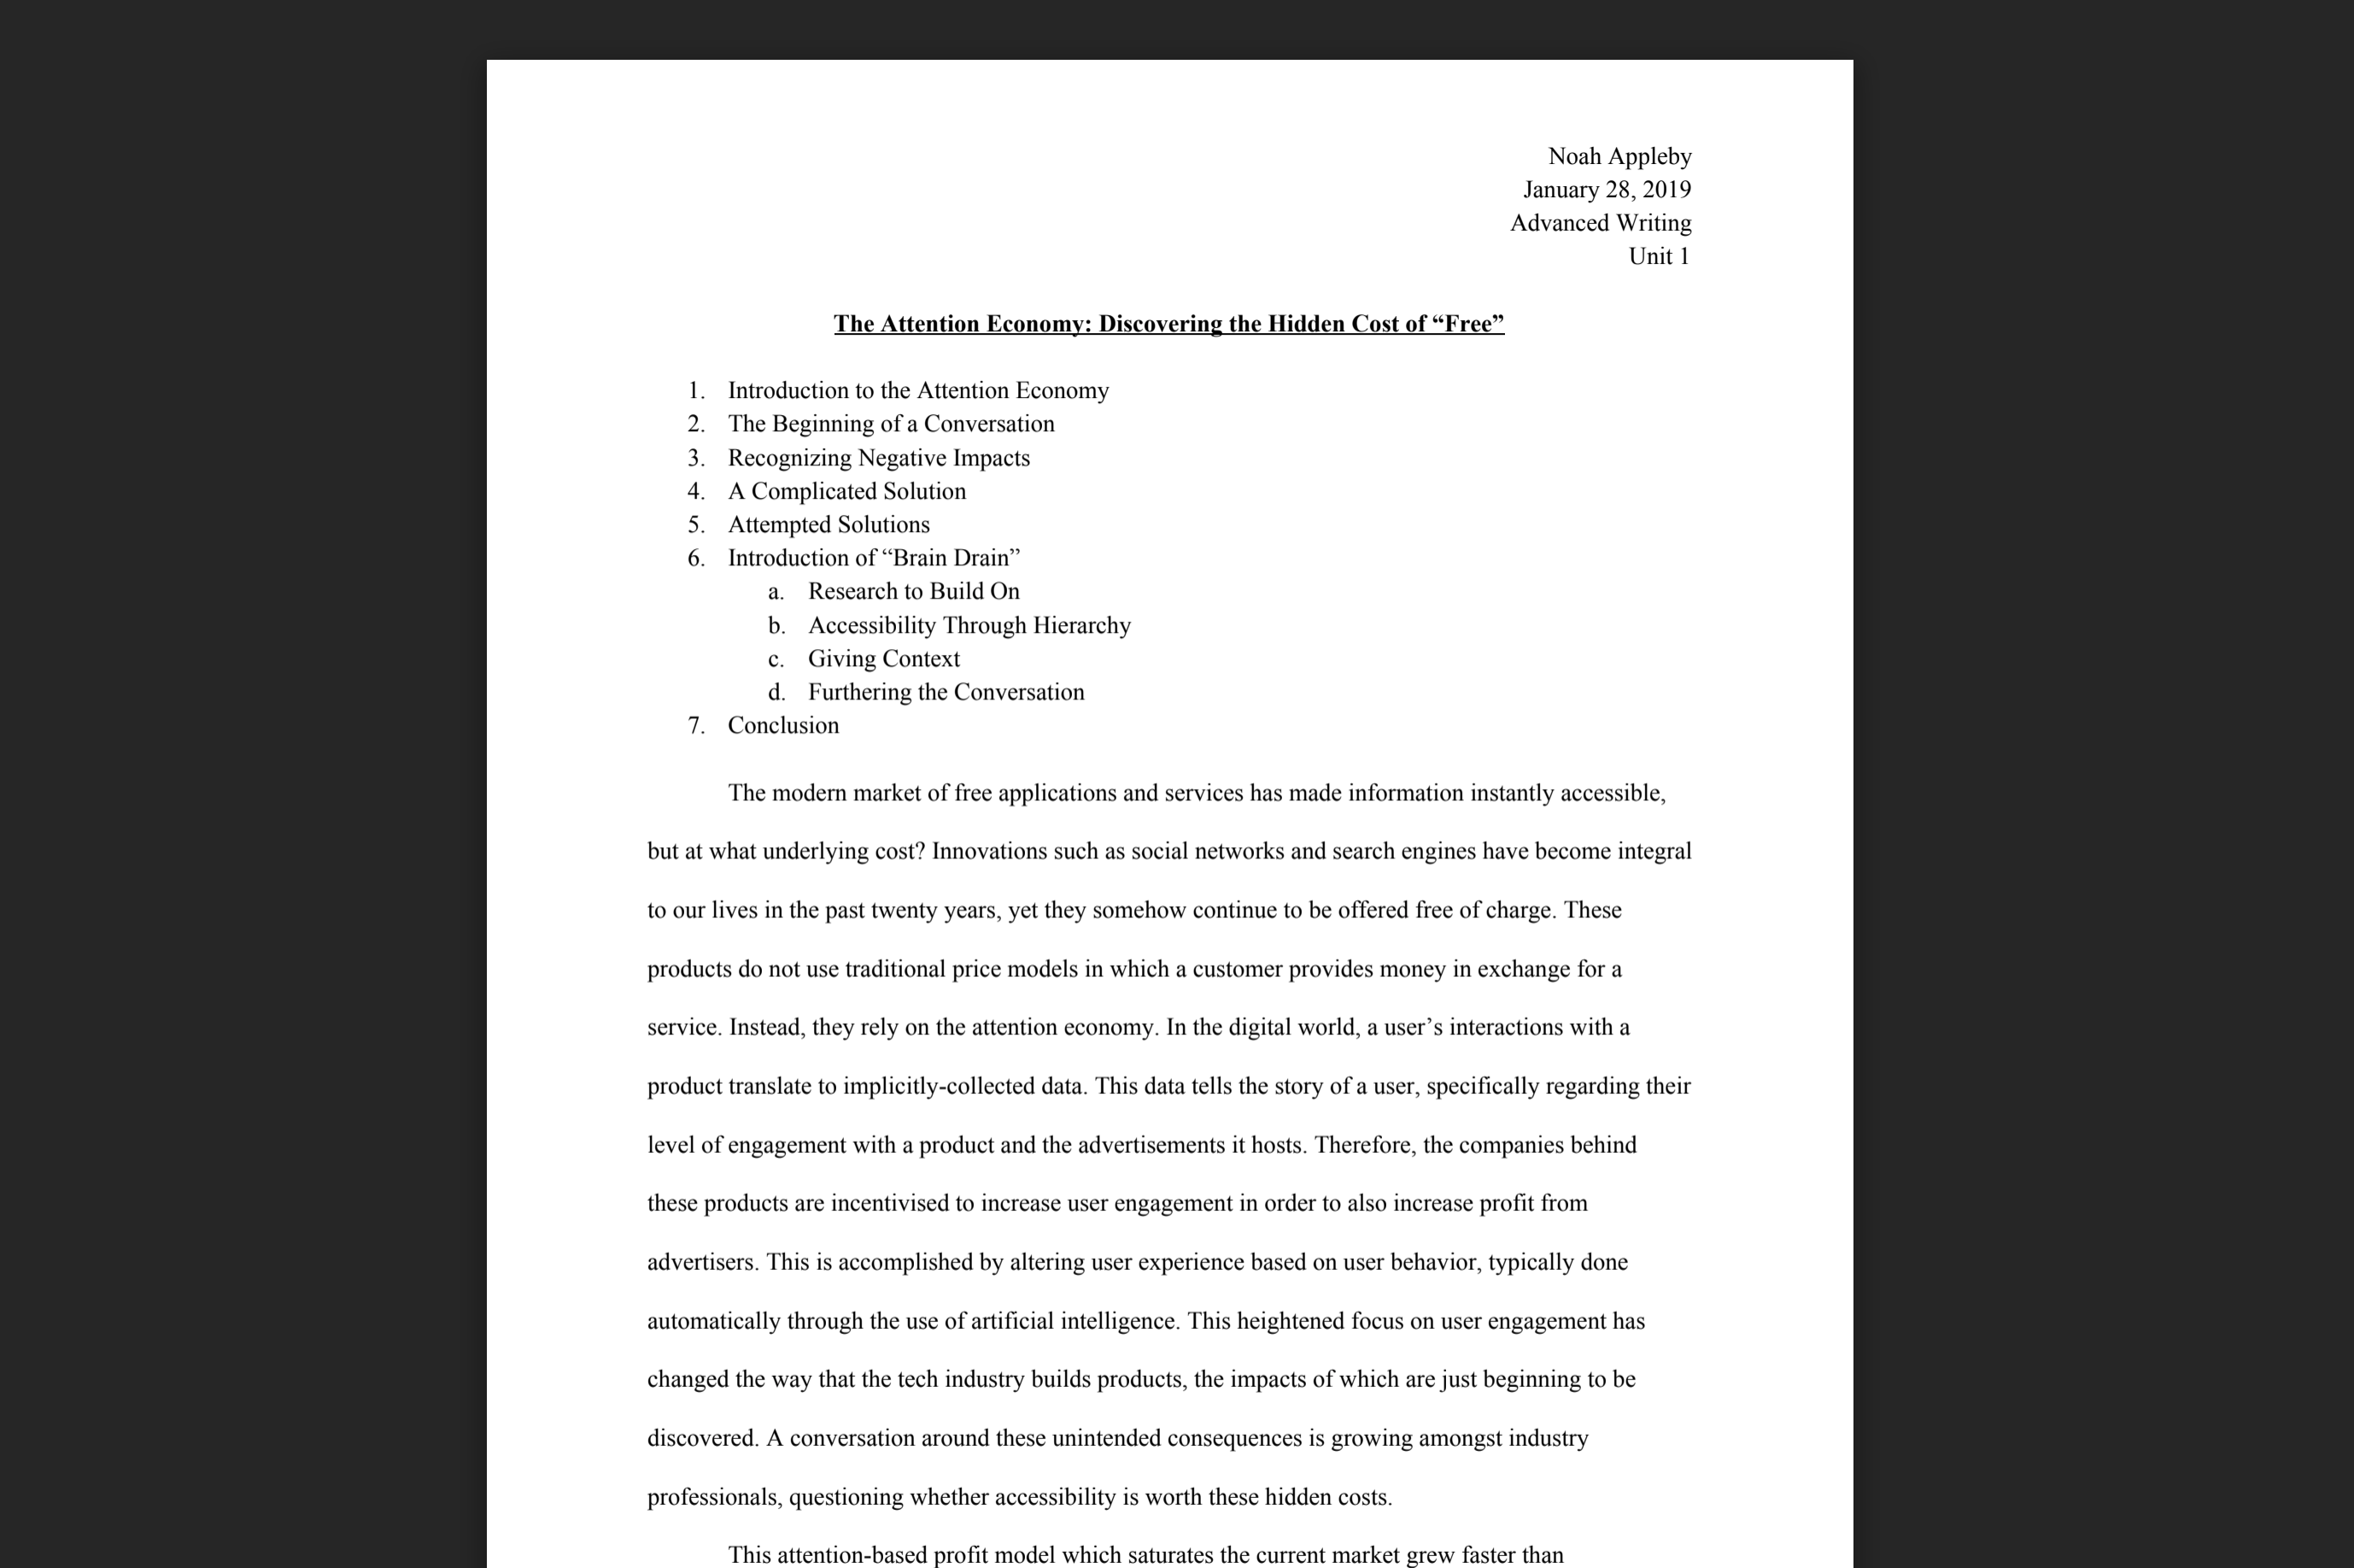 Noah Appleby
January 28, 2019
Advanced Writing
Unit 1
The Attention Economy: Discovering the Hidden Cost of “Free”
1. Introduction to the Attention Economy
2. The Beginning of a Conversation
3. Recognizing Negative Impacts
4. A Complicated Solution
5. Attempted Solutions
6. Introduction of “Brain Drain”
a. Research to Build On
b. Accessibility Through Hierarchy
c. Giving Context
d. Furthering the Conversation
7. Conclusion
The modern market of free applications and services has made information instantly accessible,
but at what underlying cost? Innovations such as social networks and search engines have become integral
to our lives in the past twenty years, yet they somehow continue to be offered free of charge. These
products do not use traditional price models in which a customer provides money in exchange for a
service. Instead, they rely on the attention economy. In the digital world, a user’s interactions with a
product translate to implicitly-collected data. This data tells the story of a user, specifically regarding their
level of engagement with a product and the advertisements it hosts. Therefore, the companies behind
these products are incentivised to increase user engagement in order to also increase profit from
advertisers. This is accomplished by altering user experience based on user behavior, typically done
automatically through the use of artificial intelligence. This heightened focus on user engagement has
changed the way that the tech industry builds products, the impacts of which are just beginning to be
discovered. A conversation around these unintended consequences is growing amongst industry
professionals, questioning whether accessibility is worth these hidden costs.
This attention-based profit model which saturates the current market grew faster than